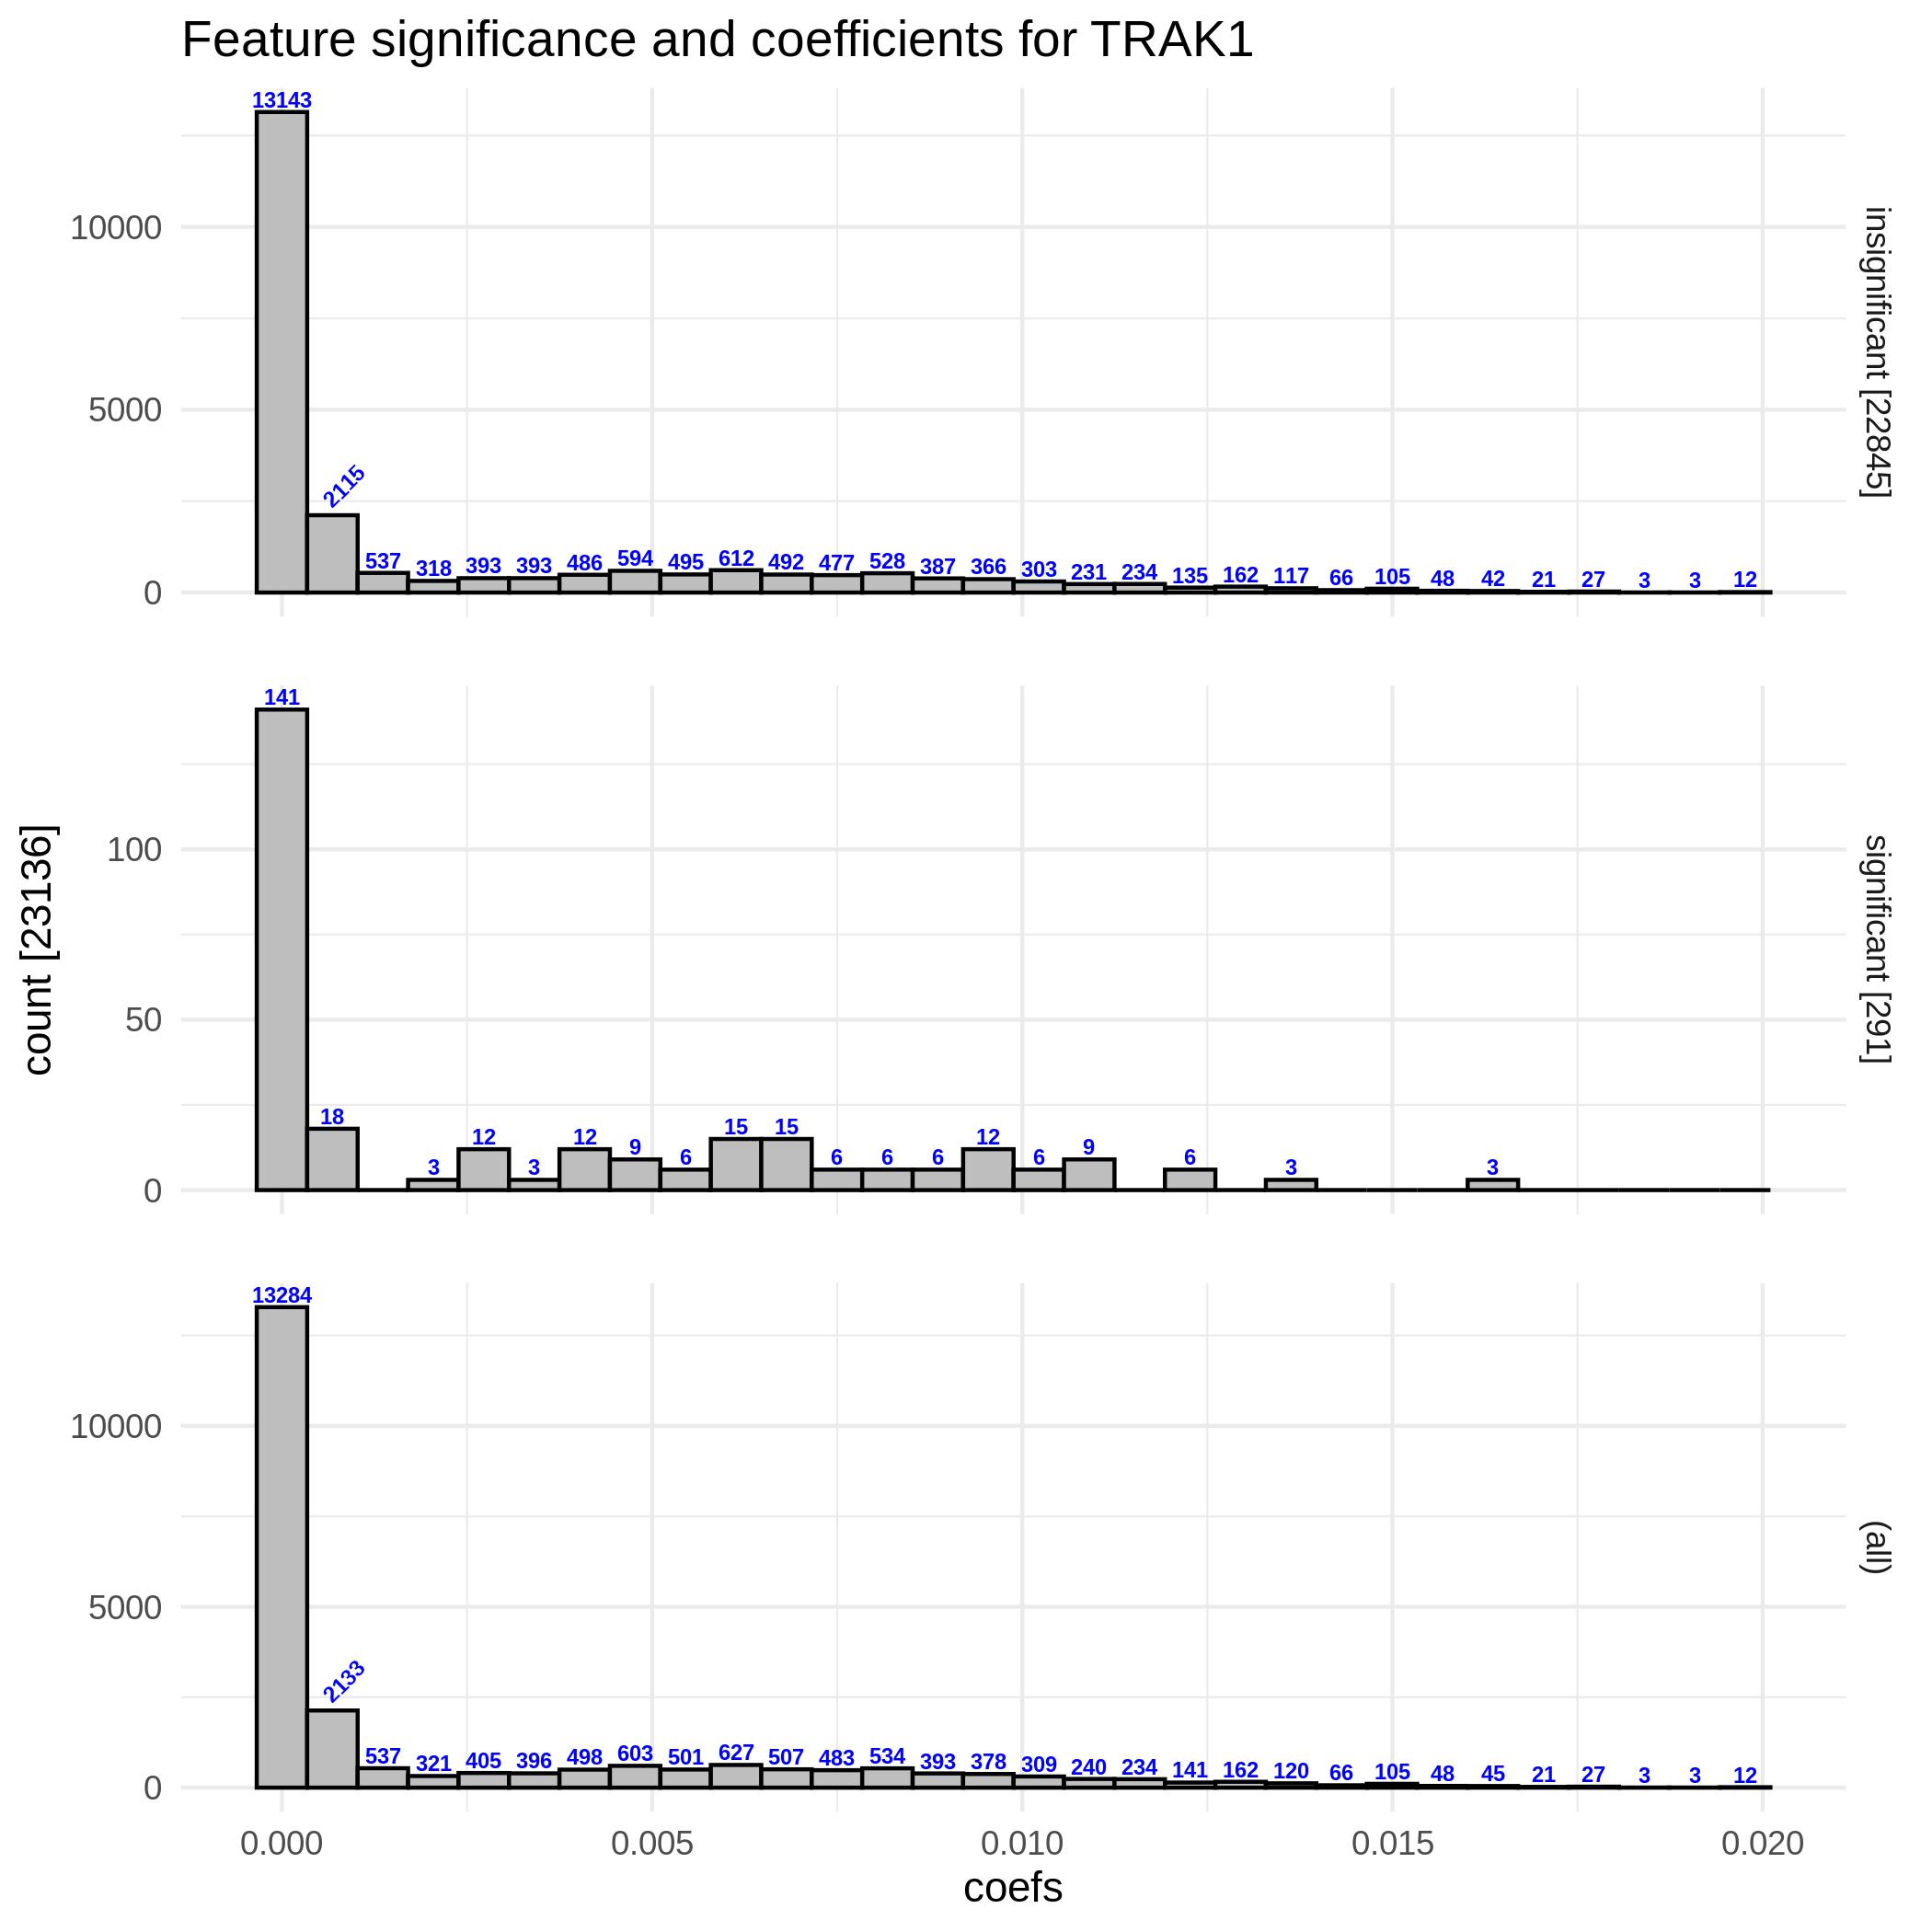 Feature significance and coefficients for TRAK1
13143
2115
537 318 393 393 486 594 495 612 492 477 528 387 366 303 231 234 135 162 117 66 105 48 42 21 27 3 3 12
10000
5000
0
insignificant [22845]
141
18
3 12 3 12 9 6 15 15 6 6 6 12 6 9 6 3 3
100
50
0
significant [291]
count [23136]
13284
2133
537 321 405 396 498 603 501 627 507 483 534 393 378 309 240 234 141 162 120 66 105 48 45 21 27 3 3 12
10000
5000
0
(all)
0.000 0.005 0.010 0.015 0.020
coefs